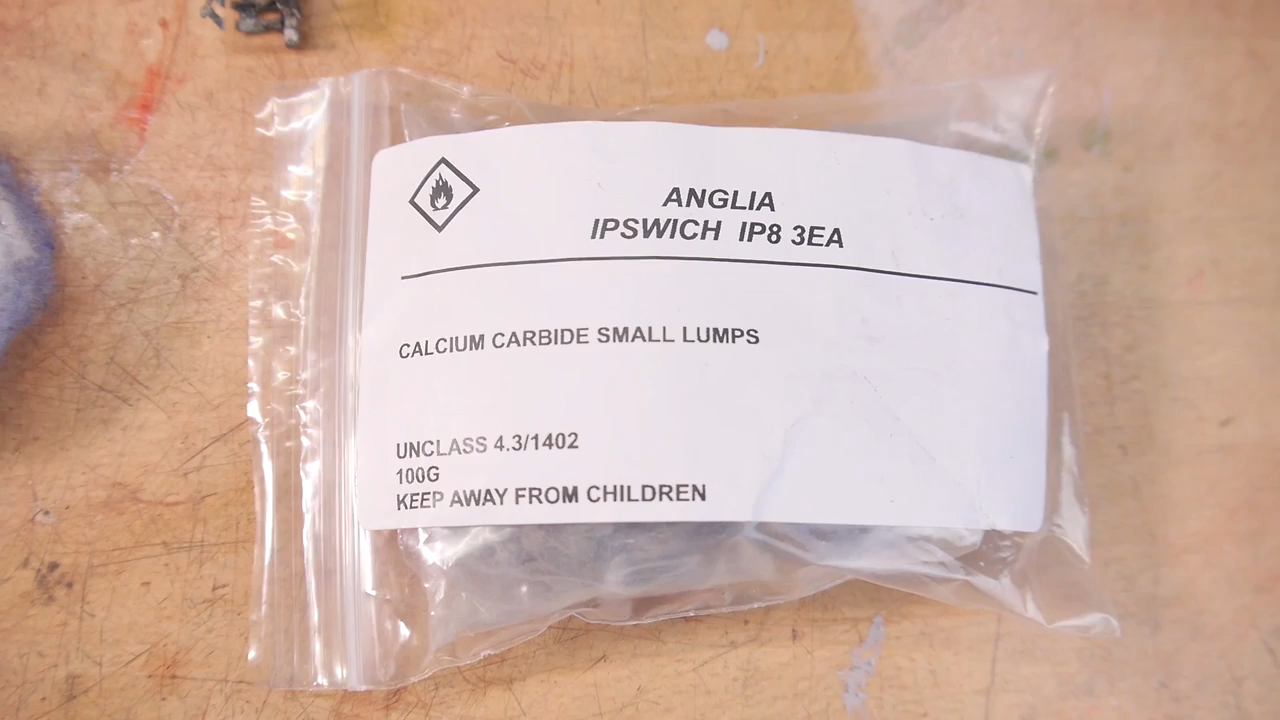 ANGLIA
IPSWICH IP8 3EA
CALCIUM CARBIDE SMALL LUMPS
UNCLASS 4.3/1402
100G
KEEP AWAY FROM CHILDREN